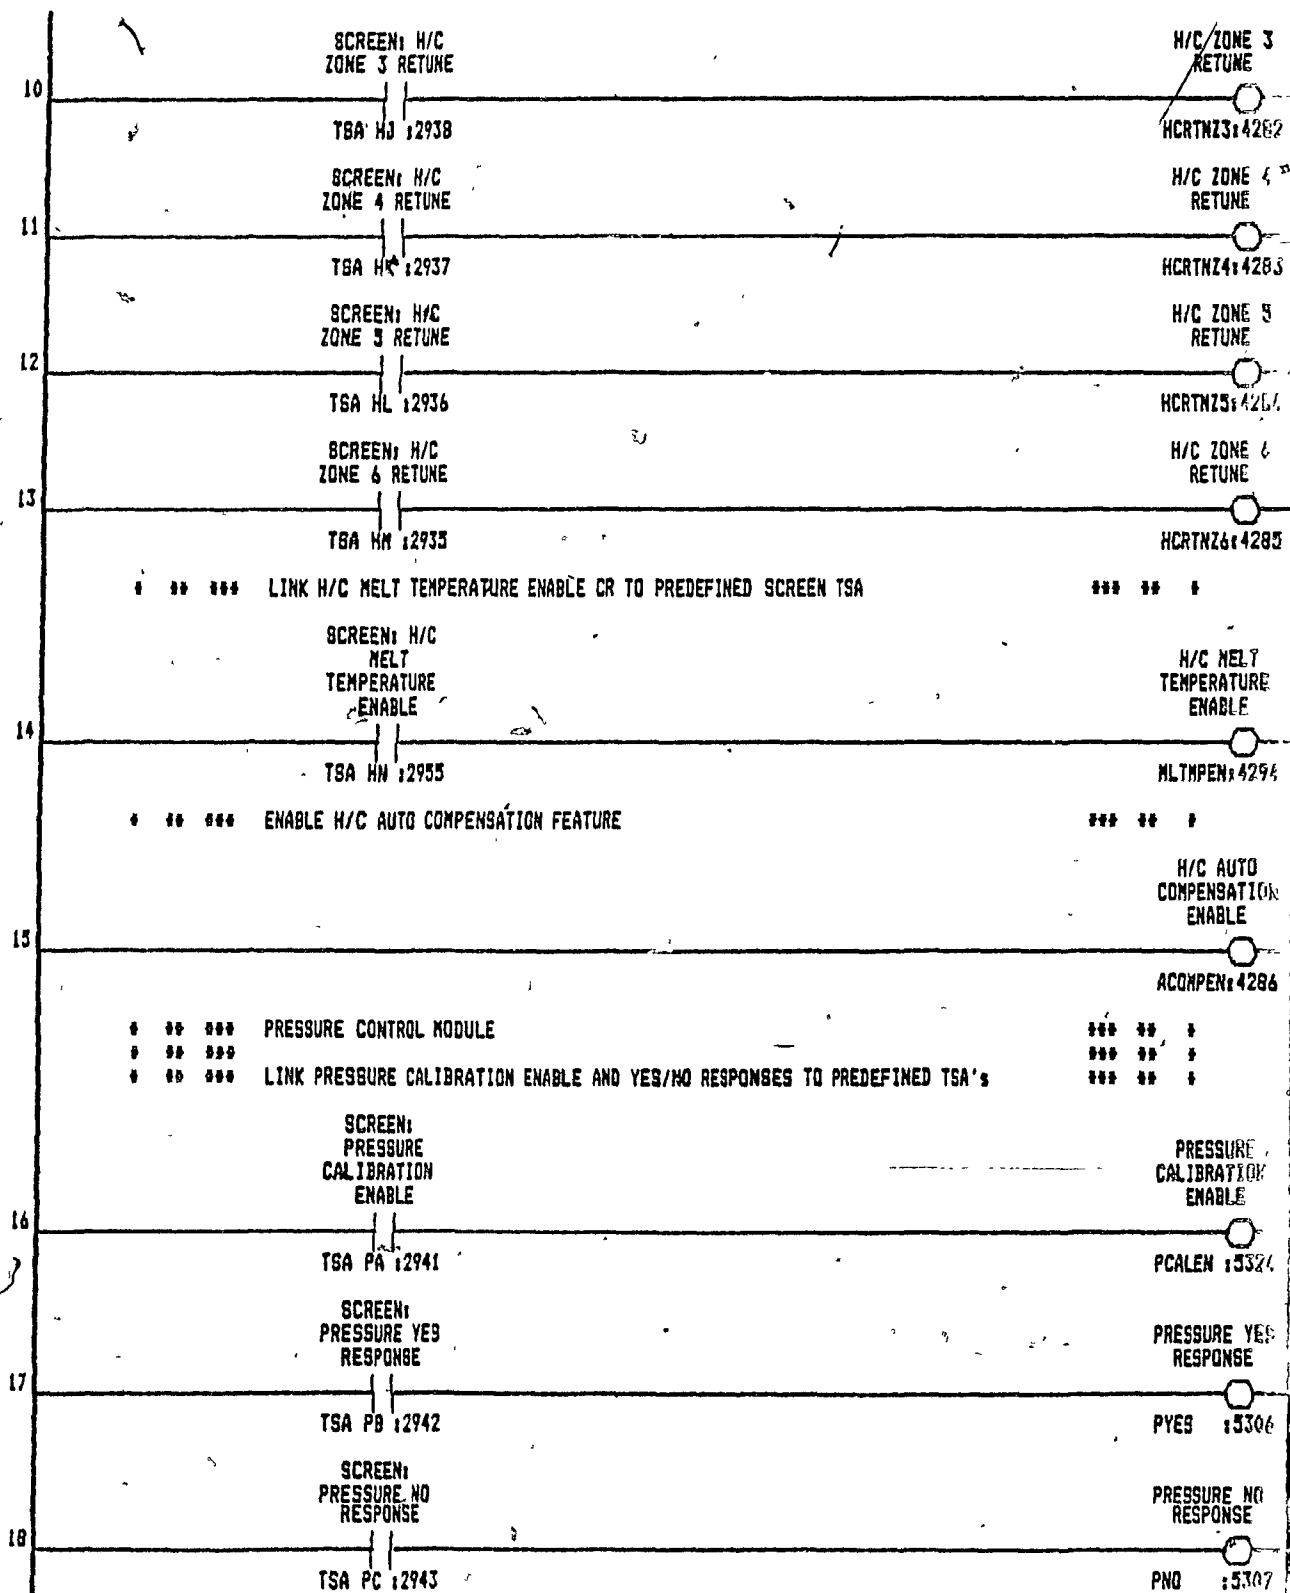 SCREEN: H/C
ZONE 3 RETUNE
H/C ZONE 3
RETUNE
10
TSA HJ :2938
HCRTNZ3:4282
SCREEN: H/C
ZONE 4 RETUNE
H/C ZONE 4
RETUNE
11
TSA HK :2937
HCRTNZ4:4283
SCREEN: H/C
ZONE 5 RETUNE
H/C ZONE 5
RETUNE
12
TSA HL :2936
HCRTNZ5:4284
SCREEN: H/C
ZONE 6 RETUNE
H/C ZONE 6
RETUNE
13
TSA HM :2935
HCRTNZ6:4285
* ** *** LINK H/C MELT TEMPERATURE ENABLE CR TO PREDEFINED SCREEN TSA *** ** *
SCREEN: H/C
MELT
TEMPERATURE
ENABLE
H/C MELT
TEMPERATURE
ENABLE
14
TSA HN :2955
MLTMPEN:4294
* ** *** ENABLE H/C AUTO COMPENSATION FEATURE *** ** *
H/C AUTO
COMPENSATION
ENABLE
15
ACOMPEN:4286
* ** *** PRESSURE CONTROL MODULE *** ** *
* ** *** *** ** *
* ** *** LINK PRESSURE CALIBRATION ENABLE AND YES/NO RESPONSES TO PREDEFINED TSA's *** ** *
SCREEN:
PRESSURE
CALIBRATION
ENABLE
PRESSURE
CALIBRATION
ENABLE
16
TSA PA :2941
PCALEN :5324
SCREEN:
PRESSURE YES
RESPONSE
PRESSURE YES
RESPONSE
17
TSA PB :2942
PYES :5306
SCREEN:
PRESSURE NO
RESPONSE
PRESSURE NO
RESPONSE
18
TSA PC :2943
PNO :5307